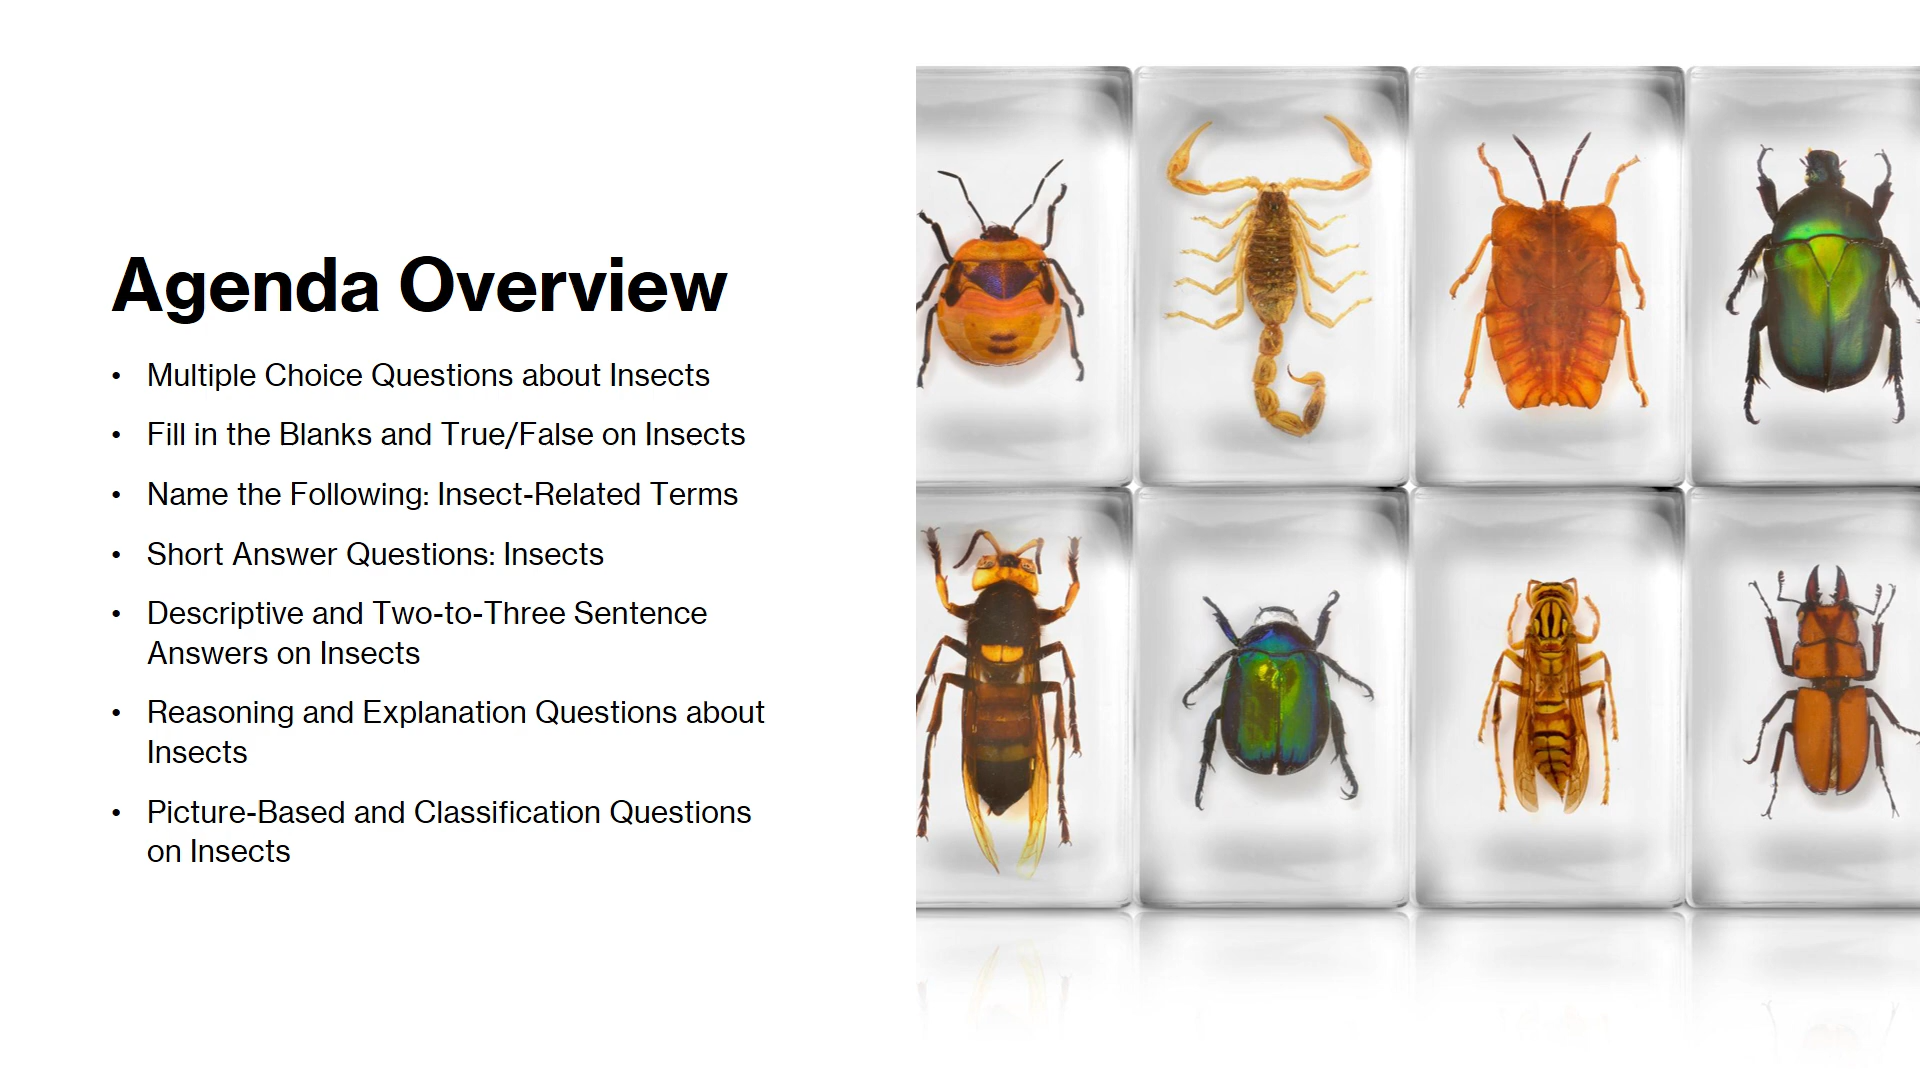 Agenda Overview
• Multiple Choice Questions about Insects
• Fill in the Blanks and True/False on Insects
• Name the Following: Insect-Related Terms
• Short Answer Questions: Insects
• Descriptive and Two-to-Three Sentence
Answers on Insects
• Reasoning and Explanation Questions about
Insects
• Picture-Based and Classification Questions
on Insects